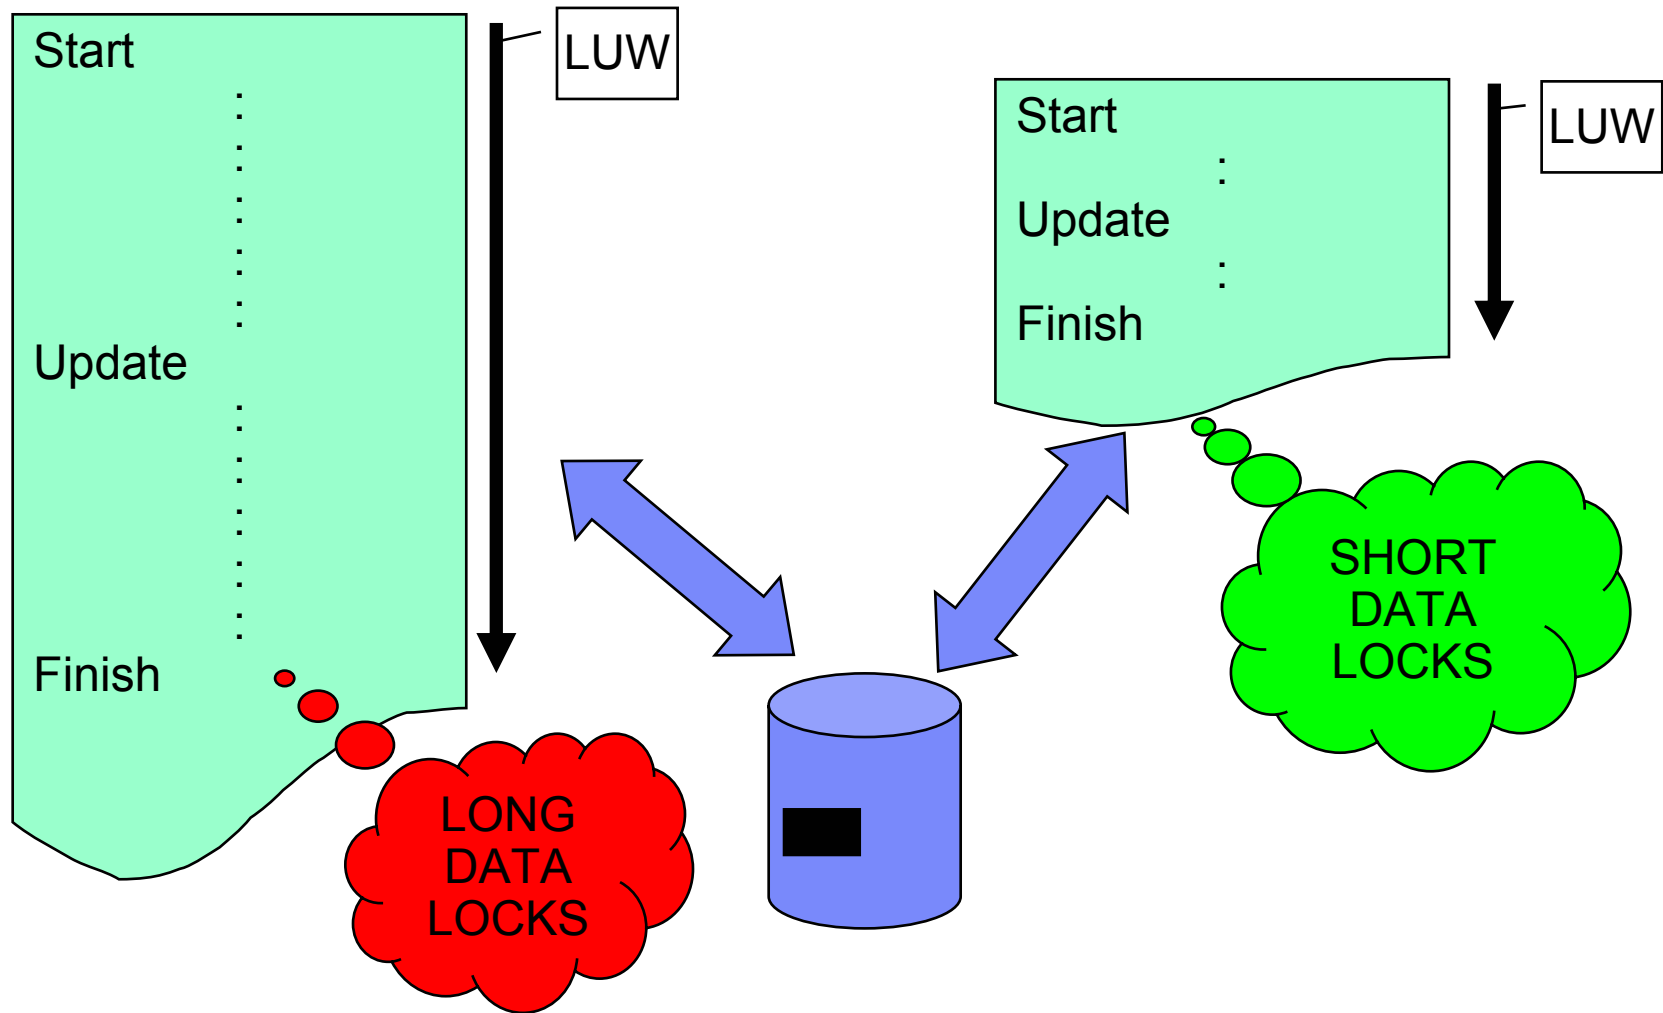 Start
:
:
:
:
:
Update
:
:
:
:
:
Finish
LUW
LONG
DATA
LOCKS
Start
:
Update
:
Finish
LUW
SHORT
DATA
LOCKS